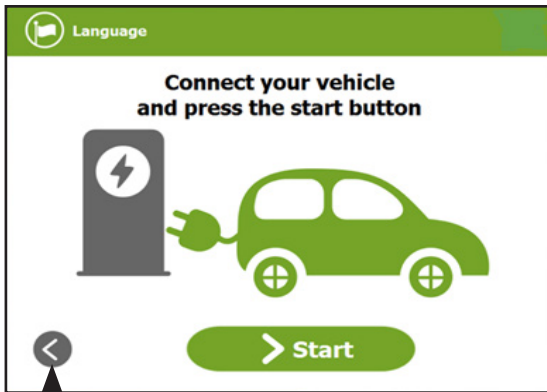 Language
Connect your vehicle
and press the start button
Start